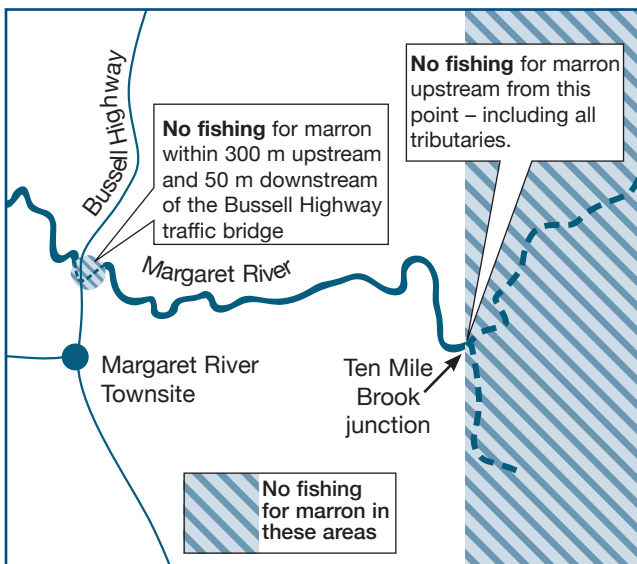 Bussell Highway
No fishing for marron
within 300 m upstream
and 50 m downstream
of the Bussell Highway
traffic bridge
No fishing for marron
upstream from this
point – including all
tributaries.
Margaret River
Margaret River
Townsite
Ten Mile
Brook
junction
No fishing
for marron in
these areas